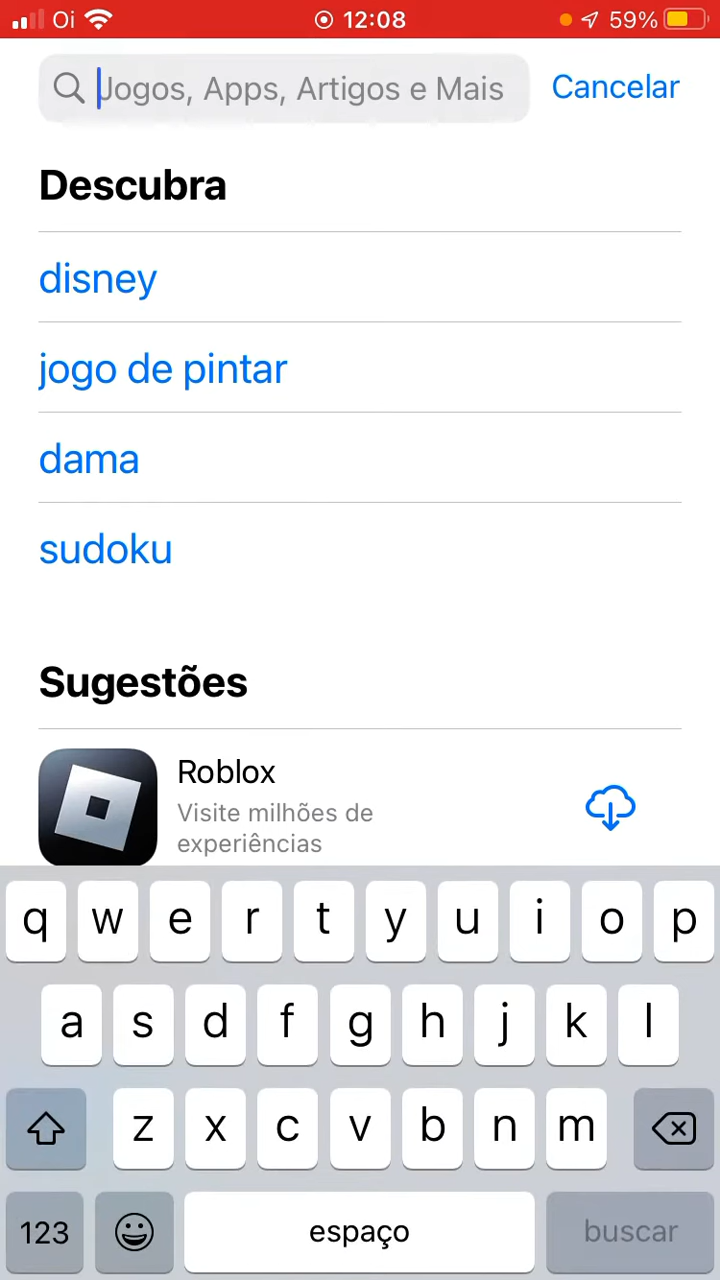 Oi 12:08 59%
Jogos, Apps, Artigos e Mais Cancelar
Descubra
disney
jogo de pintar
dama
sudoku
Sugestões
Roblox
Visite milhões de
experiências
q w e r t y u i o p
a s d f g h j k l
z x c v b n m
123 espaço buscar